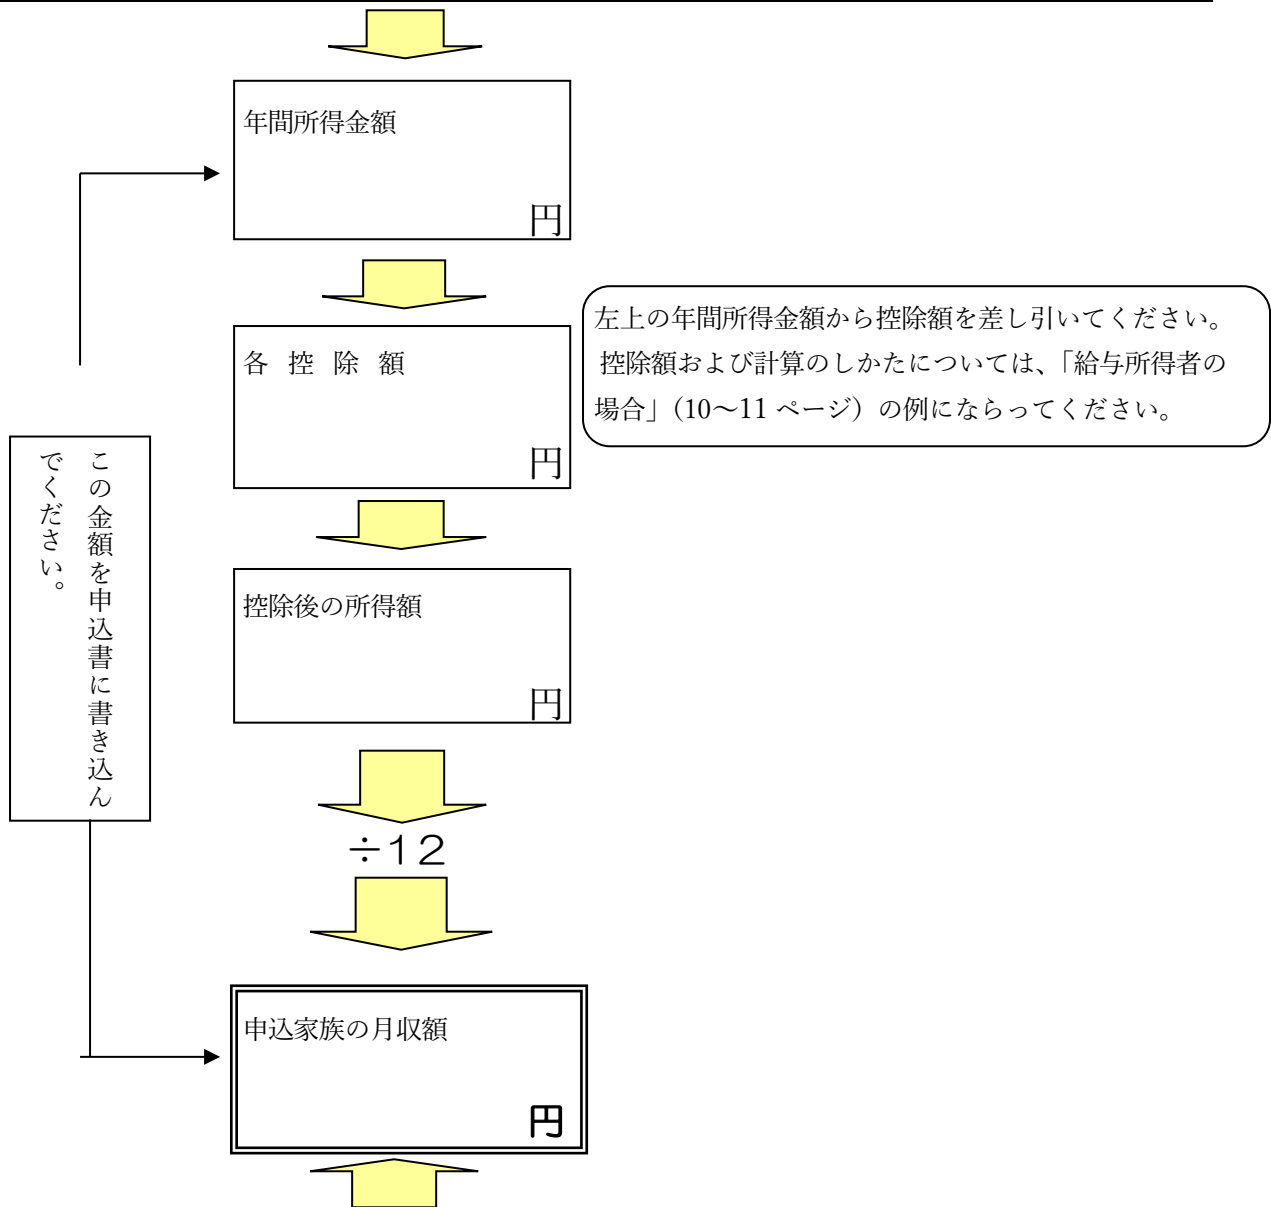 年間所得金額
円
各 控 除 額
円
左上の年間所得金額から控除額を差し引いてください。
控除額および計算のしかたについては、「給与所得者の
場合」（10～11 ページ）の例にならってください。
この金額を申込書に書き込ん
でください。
控除後の所得額
円
÷12
申込家族の月収額
円